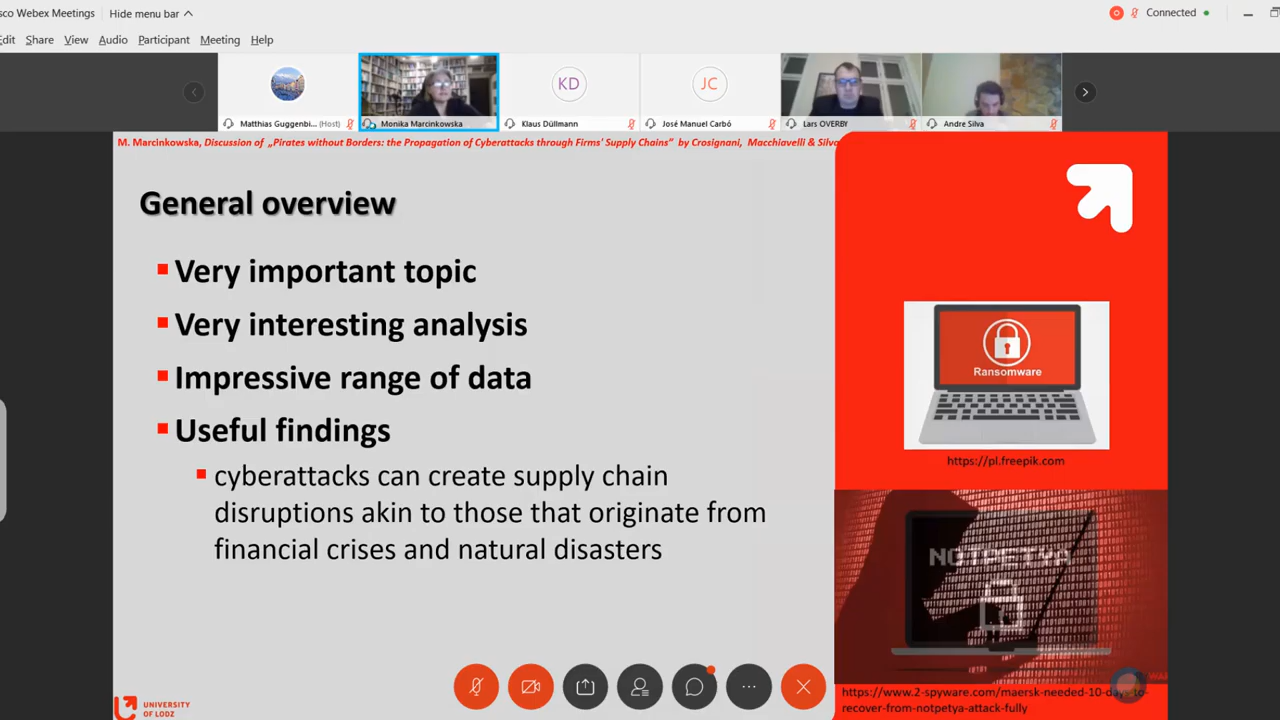 sco Webex Meetings
Hide menu bar
Connected
Edit Share View Audio Participant Meeting Help
KD
JC
Matthias Guggenbi... (Host)
Monika Marcinkowska
Klaus Düllmann
José Manuel Carbó
Lars OVERBY
Andre Silva
M. Marcinkowska, Discussion of „Pirates without Borders: the Propagation of Cyberattacks through Firms' Supply Chains” by Crosignani, Macchiavelli & Silva
General overview
Very important topic
Very interesting analysis
Impressive range of data
Useful findings
cyberattacks can create supply chain
disruptions akin to those that originate from
financial crises and natural disasters
Ransomware
https://pl.freepik.com
NOTPETYA
https://www.2-spyware.com/maersk-needed-10-days-to-
recover-from-notpetya-attack-fully
UNIVERSITY
OF LODZ